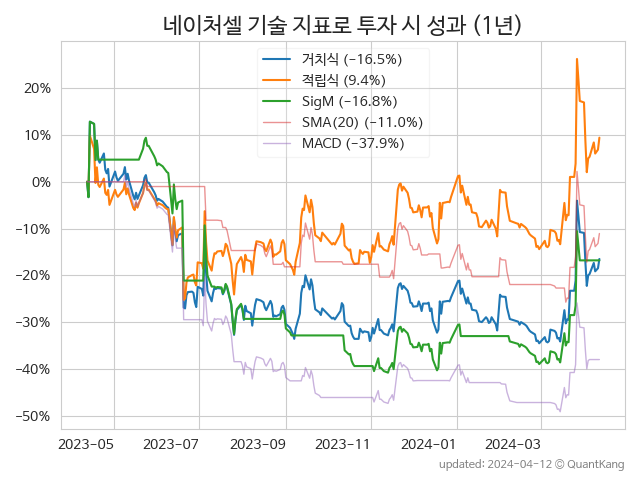 네이처셀 기술 지표로 투자 시 성과 (1년)
거치식 (−16.5%)
적립식 (9.4%)
SigM (−16.8%)
SMA(20) (−11.0%)
MACD (−37.9%)
20%
10%
0%
−10%
−20%
−30%
−40%
−50%
2023-05 2023-07 2023-09 2023-11 2024-01 2024-03
updated: 2024-04-12 © QuantKang